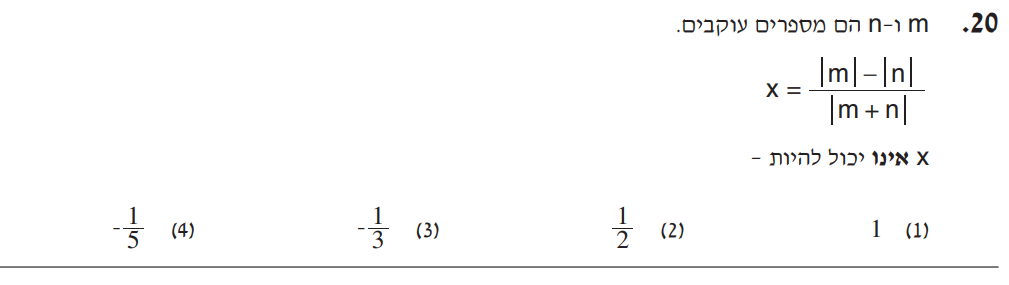 20. m ו-n הם מספרים עוקבים.
x = \frac{|m| - |n|}{|m + n|}
x אינו יכול להיות -
(1) 1 (2) \frac{1}{2} (3) -\frac{1}{3} (4) -\frac{1}{5}